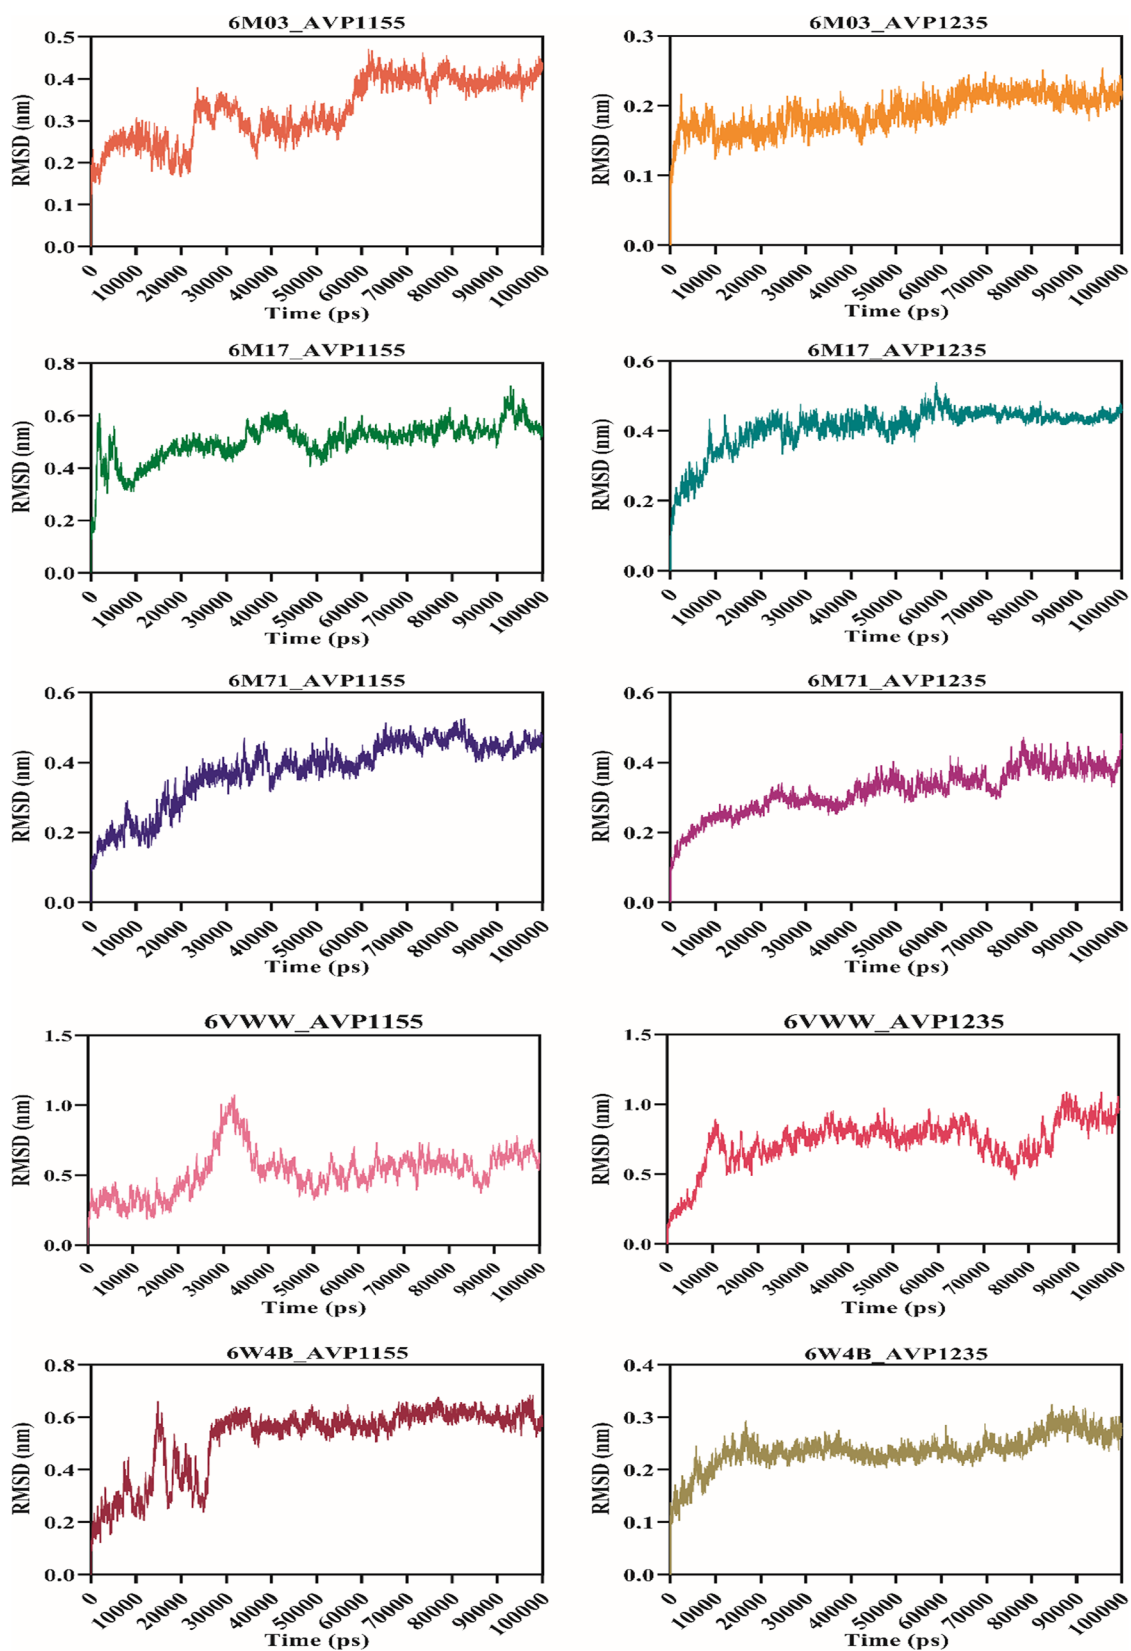 6M03_AVP1155
RMSD (nm)
0.5
0.4
0.3
0.2
0.1
0.0
0 10000 20000 30000 40000 50000 60000 70000 80000 90000 100000
Time (ps)
6M03_AVP1235
RMSD (nm)
0.3
0.2
0.1
0.0
0 10000 20000 30000 40000 50000 60000 70000 80000 90000 100000
Time (ps)
6M17_AVP1155
RMSD (nm)
0.8
0.6
0.4
0.2
0.0
0 10000 20000 30000 40000 50000 60000 70000 80000 90000 100000
Time (ps)
6M17_AVP1235
RMSD (nm)
0.6
0.4
0.2
0.0
0 10000 20000 30000 40000 50000 60000 70000 80000 90000 100000
Time (ps)
6M71_AVP1155
RMSD (nm)
0.6
0.4
0.2
0.0
0 10000 20000 30000 40000 50000 60000 70000 80000 90000 100000
Time (ps)
6M71_AVP1235
RMSD (nm)
0.6
0.4
0.2
0.0
0 10000 20000 30000 40000 50000 60000 70000 80000 90000 100000
Time (ps)
6VWW_AVP1155
RMSD (nm)
1.5
1.0
0.5
0.0
0 10000 20000 30000 40000 50000 60000 70000 80000 90000 100000
Time (ps)
6VWW_AVP1235
RMSD (nm)
1.5
1.0
0.5
0.0
0 10000 20000 30000 40000 50000 60000 70000 80000 90000 100000
Time (ps)
6W4B_AVP1155
RMSD (nm)
0.8
0.6
0.4
0.2
0.0
0 10000 20000 30000 40000 50000 60000 70000 80000 90000 100000
Time (ps)
6W4B_AVP1235
RMSD (nm)
0.4
0.3
0.2
0.1
0.0
0 10000 20000 30000 40000 50000 60000 70000 80000 90000 100000
Time (ps)